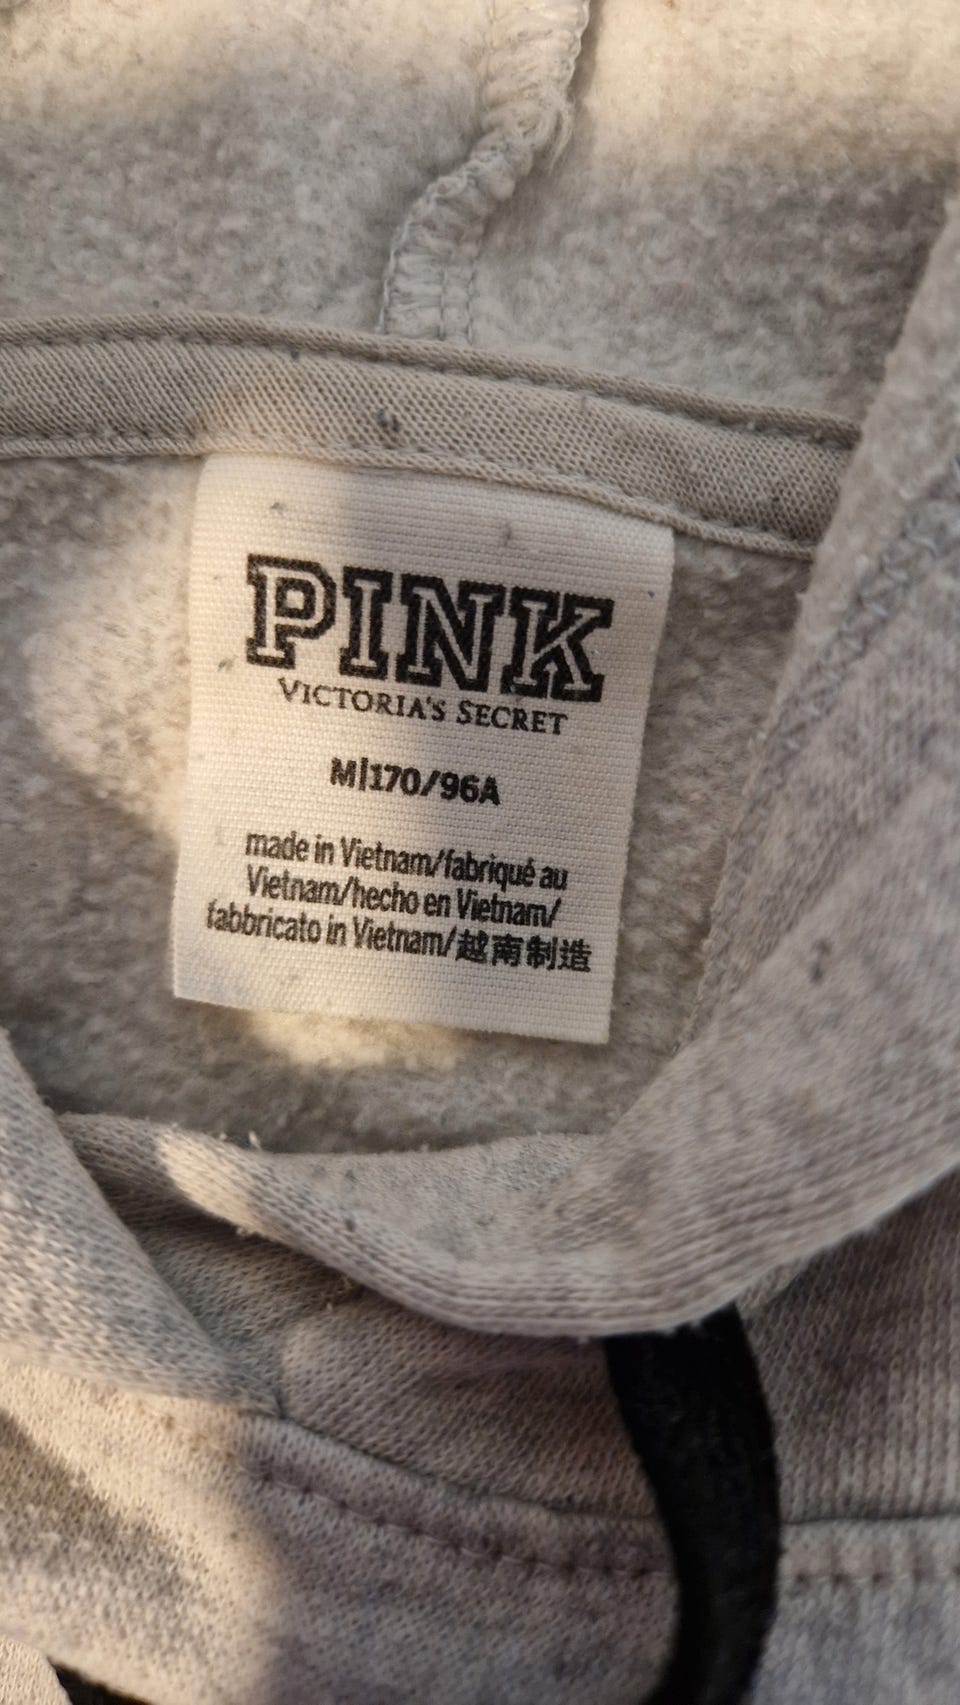 PINK
VICTORIA'S SECRET
M|170/96A
made in Vietnam/fabriqué au
Vietnam/hecho en Vietnam/
fabbricato in Vietnam/越南制造